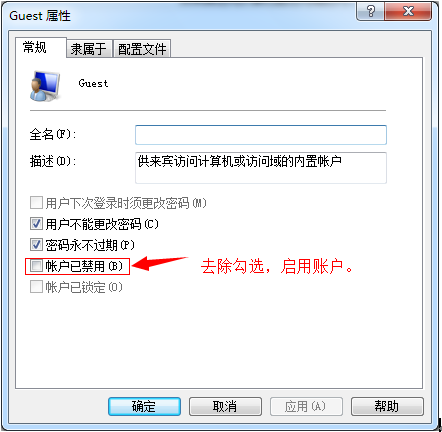 Guest 属性
常规 隶属于 配置文件
Guest
全名(F):
描述(D): 供来宾访问计算机或访问域的内置帐户
用户下次登录时须更改密码(M)
用户不能更改密码(C)
密码永不过期(P)
帐户已禁用(B) 去除勾选，启用账户。
帐户已锁定(O)
确定 取消 应用(A) 帮助